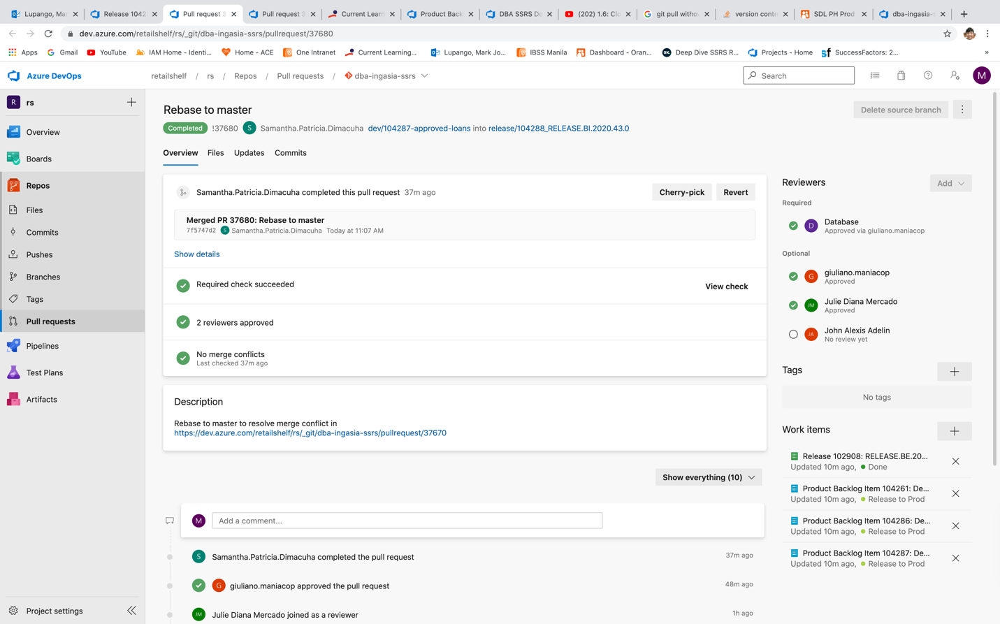 Lupango, Mar
Release 1042
Pull request 3
Pull request 3
Current Learn
Product Back
DBA SSRS De
(202) 1.6: Clo
git pull withou
version contr
SDL PH Prod
dba-ingasia-s
dev.azure.com/retailshelf/rs/_git/dba-ingasia-ssrs/pullrequest/37680
Apps
Gmail
YouTube
IAM Home - Identi...
Home - ACE
One Intranet
Current Learning...
Lupango, Mark Jo...
IBSS Manila
Dashboard - Oran...
Deep Dive SSRS R...
Projects - Home
SuccessFactors: 2...
»
Azure DevOps
retailshelf / rs / Repos / Pull requests / dba-ingasia-ssrs
Search
M
R rs
Overview
Boards
Repos
Files
Commits
Pushes
Branches
Tags
Pull requests
Pipelines
Test Plans
Artifacts
Project settings
Rebase to master
Delete source branch
Completed !37680 S Samantha.Patricia.Dimacuha dev/104287-approved-loans into release/104288_RELEASE.BI.2020.43.0
Overview Files Updates Commits
Samantha.Patricia.Dimacuha completed this pull request 37m ago
Cherry-pick Revert
Merged PR 37680: Rebase to master
7f5747d2 S Samantha.Patricia.Dimacuha Today at 11:07 AM
Show details
Required check succeeded
View check
2 reviewers approved
No merge conflicts
Last checked 37m ago
Description
Rebase to master to resolve merge conflict in
https://dev.azure.com/retailshelf/rs/_git/dba-ingasia-ssrs/pullrequest/37670
Show everything (10)
M Add a comment...
S Samantha.Patricia.Dimacuha completed the pull request 37m ago
G giuliano.maniacop approved the pull request 48m ago
JM Julie Diana Mercado joined as a reviewer 1h ago
Reviewers
Add
Required
D Database
Approved via giuliano.maniacop
Optional
G giuliano.maniacop
Approved
JM Julie Diana Mercado
Approved
JA John Alexis Adelin
No review yet
Tags
No tags
Work items
Release 102908: RELEASE.BE.20...
Updated 10m ago, Done
Product Backlog Item 104261: De...
Updated 10m ago, Release to Prod
Product Backlog Item 104286: De...
Updated 10m ago, Release to Prod
Product Backlog Item 104287: De...
Updated 10m ago, Release to Prod